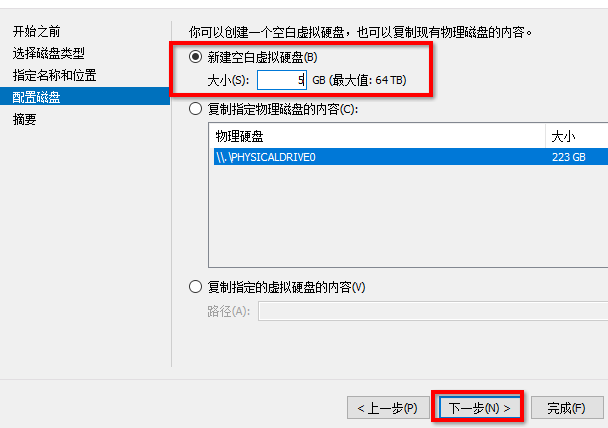 开始之前
选择磁盘类型
指定名称和位置
配置磁盘
摘要
你可以创建一个空白虚拟硬盘，也可以复制现有物理磁盘的内容。
新建空白虚拟硬盘(B)
大小(S): 5 GB (最大值: 64 TB)
复制指定物理磁盘的内容(C):
物理硬盘 大小
\\.\PHYSICALDRIVE0 223 GB
复制指定的虚拟硬盘的内容(V)
路径(A):
< 上一步(P) 下一步(N) > 完成(F)